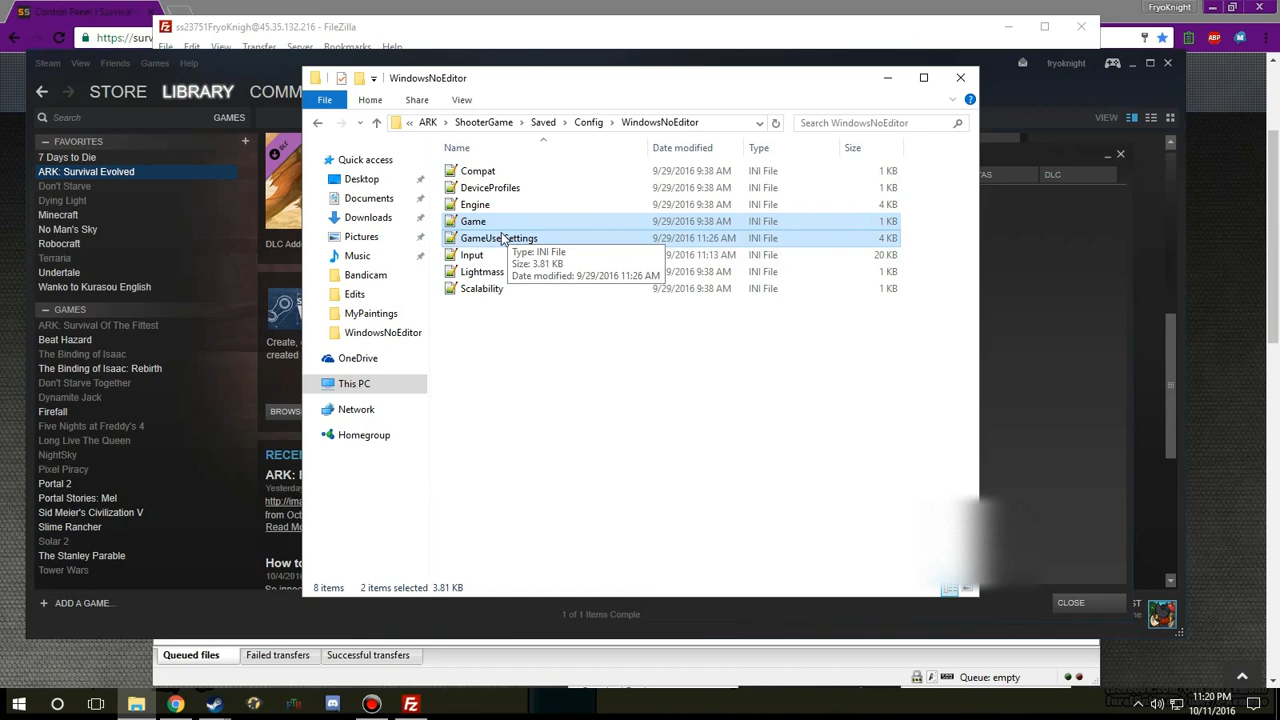 Control Panel | Survival
FryoKnight
ss23751FryoKnigh@45.35.132.216 - FileZilla
https://surv
File Edit View Transfer Server Bookmarks Help
Steam View Friends Games Help
fryoknight
STORE LIBRARY COMM
Search GAMES
VIEW
DLC
FAVORITES
7 Days to Die
ARK: Survival Evolved
Don't Starve
Dying Light
Minecraft
No Man's Sky
Robocraft
Terraria
Undertale
Wanko to Kurasou English
GAMES
ARK: Survival Of The Fittest
Beat Hazard
The Binding of Isaac
The Binding of Isaac: Rebirth
Don't Starve Together
Dynamite Jack
Firefall
Five Nights at Freddy's 4
Long Live The Queen
NightSky
Pixel Piracy
Portal 2
Portal Stories: Mel
Sid Meier's Civilization V
Slime Rancher
Solar 2
The Stanley Parable
Tower Wars
+ ADD A GAME...
DLC
DLC Add
Create,
created
BROWS
RECE
ARK: I
Yesterday
http://ima
from Octo
Read Mo
How to
10/4/20
WindowsNoEditor
File Home Share View
« ARK > ShooterGame > Saved > Config > WindowsNoEditor
Search WindowsNoEditor
Quick access
Desktop
Documents
Downloads
Pictures
Music
Bandicam
Edits
MyPaintings
WindowsNoEditor
OneDrive
This PC
Network
Homegroup
Name Date modified Type Size
Compat 9/29/2016 9:38 AM INI File 1 KB
DeviceProfiles 9/29/2016 9:38 AM INI File 1 KB
Engine 9/29/2016 9:38 AM INI File 4 KB
Game 9/29/2016 9:38 AM INI File 1 KB
GameUserSettings 9/29/2016 11:26 AM INI File 4 KB
Input 9/29/2016 11:13 AM INI File 20 KB
Lightmass 9/29/2016 9:38 AM INI File 1 KB
Scalability 9/29/2016 9:38 AM INI File 1 KB
Type: INI File
Size: 3.81 KB
Date modified: 9/29/2016 11:26 AM
8 items 2 items selected 3.81 KB
CLOSE
1 of 1 Items Comple
Queued files Failed transfers Successful transfers
Queue: empty
11:20 PM
10/11/2016